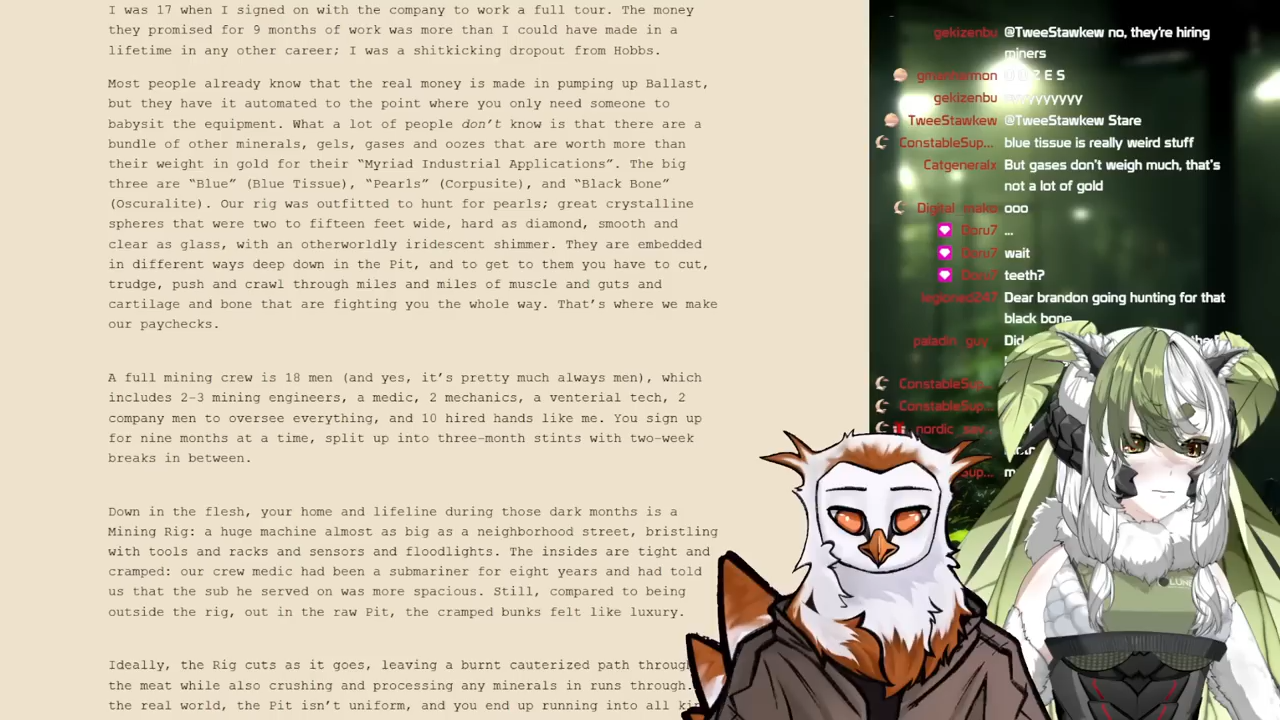 I was 17 when I signed on with the company to work a full tour. The money
they promised for 9 months of work was more than I could have made in a
lifetime in any other career; I was a shitkicking dropout from Hobbs.
Most people already know that the real money is made in pumping up Ballast,
but they have it automated to the point where you only need someone to
babysit the equipment. What a lot of people don't know is that there are a
bundle of other minerals, gels, gases and oozes that are worth more than
their weight in gold for their “Myriad Industrial Applications”. The big
three are “Blue” (Blue Tissue), “Pearls” (Corpusite), and “Black Bone”
(Oscuralite). Our rig was outfitted to hunt for pearls; great crystalline
spheres that were two to fifteen feet wide, hard as diamond, smooth and
clear as glass, with an otherworldly iridescent shimmer. They are embedded
in different ways deep down in the Pit, and to get to them you have to cut,
trudge, push and crawl through miles and miles of muscle and guts and
cartilage and bone that are fighting you the whole way. That's where we make
our paychecks.
A full mining crew is 18 men (and yes, it's pretty much always men), which
includes 2-3 mining engineers, a medic, 2 mechanics, a venterial tech, 2
company men to oversee everything, and 10 hired hands like me. You sign up
for nine months at a time, split up into three-month stints with two-week
breaks in between.
Down in the flesh, your home and lifeline during those dark months is a
Mining Rig: a huge machine almost as big as a neighborhood street, bristling
with tools and racks and sensors and floodlights. The insides are tight and
cramped: our crew medic had been a submariner for eight years and had told
us that the sub he served on was more spacious. Still, compared to being
outside the rig, out in the raw Pit, the cramped bunks felt like luxury.
Ideally, the Rig cuts as it goes, leaving a burnt cauterized path through
the meat while also crushing and processing any minerals in runs through.
the real world, the Pit isn't uniform, and you end up running into all
gekizenbu @TweeStawkew no, they're hiring
miners
Z E S
gekizenbu
TweeStawkew @TweeStawkew Stare
ConstableSup... blue tissue is really weird stuff
Catgeneralx But gases don't weigh much, that's
not a lot of gold
Digital_mako ooo
Doru7 ...
Doru7 wait
Doru7 teeth?
legioned247 Dear brandon going hunting for that
black bone
paladin_guy
ConstableSup...
ConstableSup...
LUNE